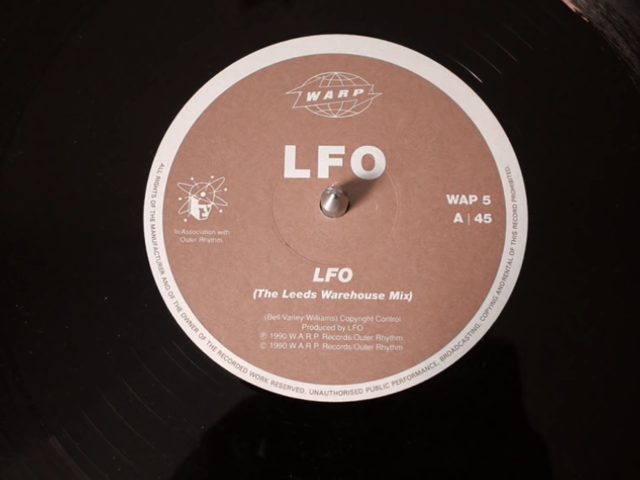 WARP
LFO
WAP 5
A | 45
In Association with
Outer Rhythm
LFO
(The Leeds Warehouse Mix)
(Bell/Varley/Williams) Copyright Control
Produced by LFO
℗ 1990 W.A.R.P. Records/Outer Rhythm
© 1990 W.A.R.P. Records/Outer Rhythm
ALL RIGHTS OF THE MANUFACTURER AND OF THE OWNER OF THE RECORDED WORK RESERVED. UNAUTHORISED PUBLIC PERFORMANCE, BROADCASTING, COPYING AND RENTAL OF THIS RECORD PROHIBITED.